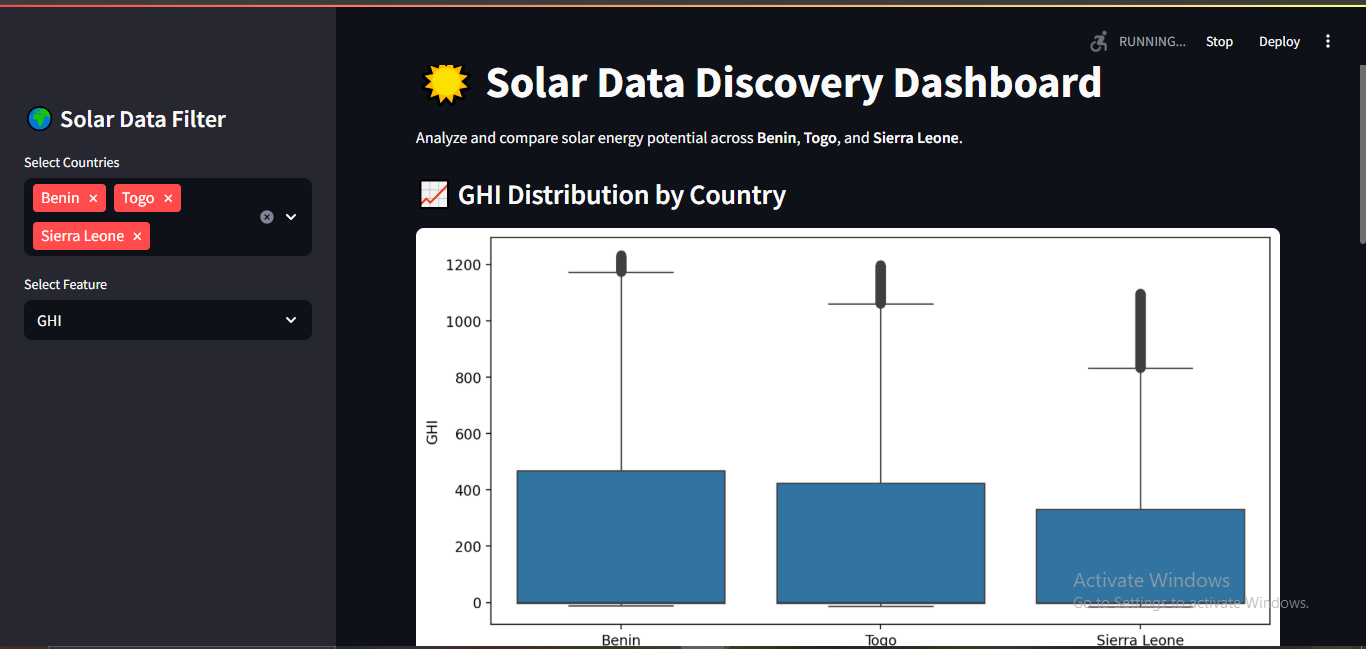 RUNNING...
Stop
Deploy
Solar Data Filter
Select Countries
Benin ×
Togo ×
Sierra Leone ×
Select Feature
GHI
Solar Data Discovery Dashboard
Analyze and compare solar energy potential across Benin, Togo, and Sierra Leone.
GHI Distribution by Country
1200
1000
800
600
400
200
0
GHI
Benin
Togo
Sierra Leone
Activate Windows
Go to Settings to activate Windows.